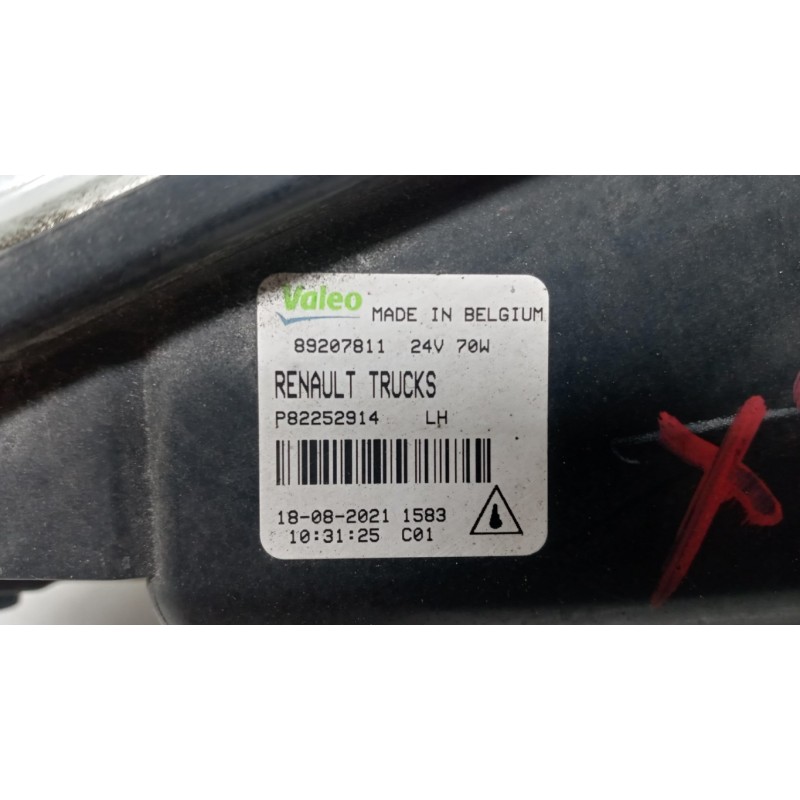 Valeo MADE IN BELGIUM
89207811 24V 70W
RENAULT TRUCKS
P82252914 LH
18-08-2021 1583
10:31:25 C01
X